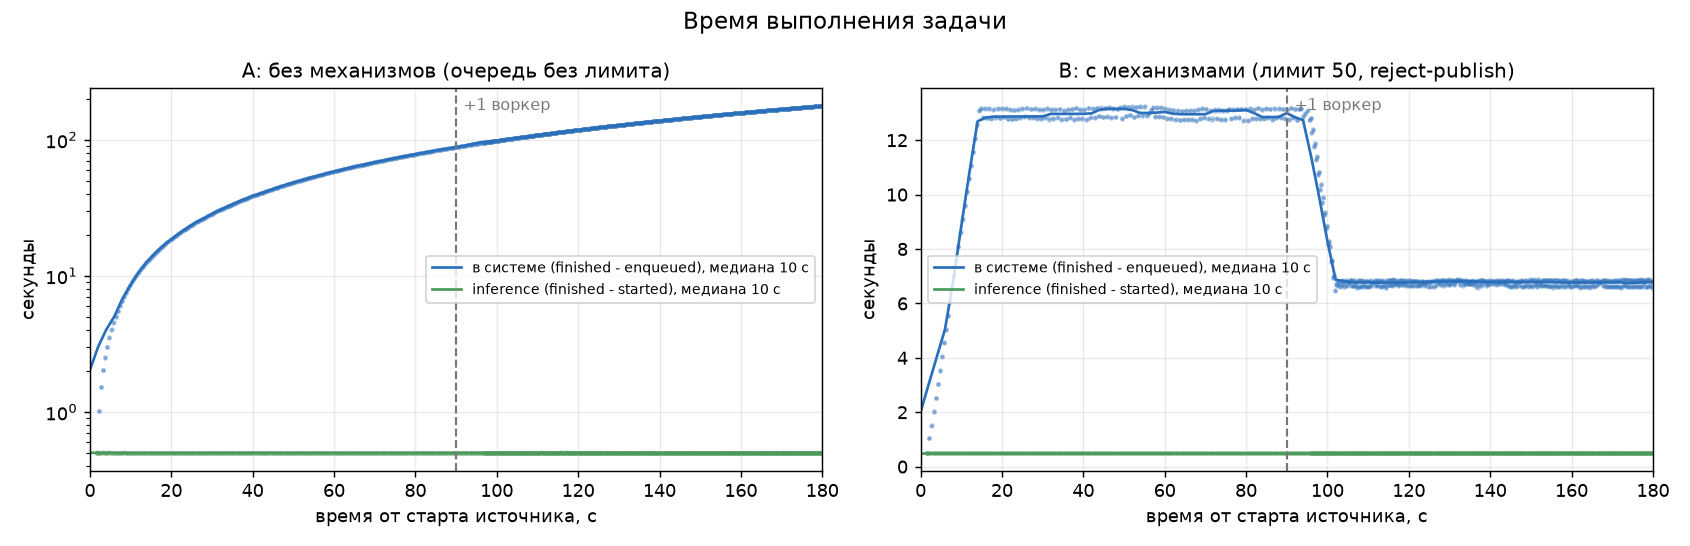 Время выполнения задачи
A: без механизмов (очередь без лимита)
+1 воркер
10²
10¹
10⁰
секунды
в системе (finished - enqueued), медиана 10 с
inference (finished - started), медиана 10 с
0 20 40 60 80 100 120 140 160 180
время от старта источника, с
B: с механизмами (лимит 50, reject-publish)
+1 воркер
12
10
8
6
4
2
0
секунды
в системе (finished - enqueued), медиана 10 с
inference (finished - started), медиана 10 с
0 20 40 60 80 100 120 140 160 180
время от старта источника, с